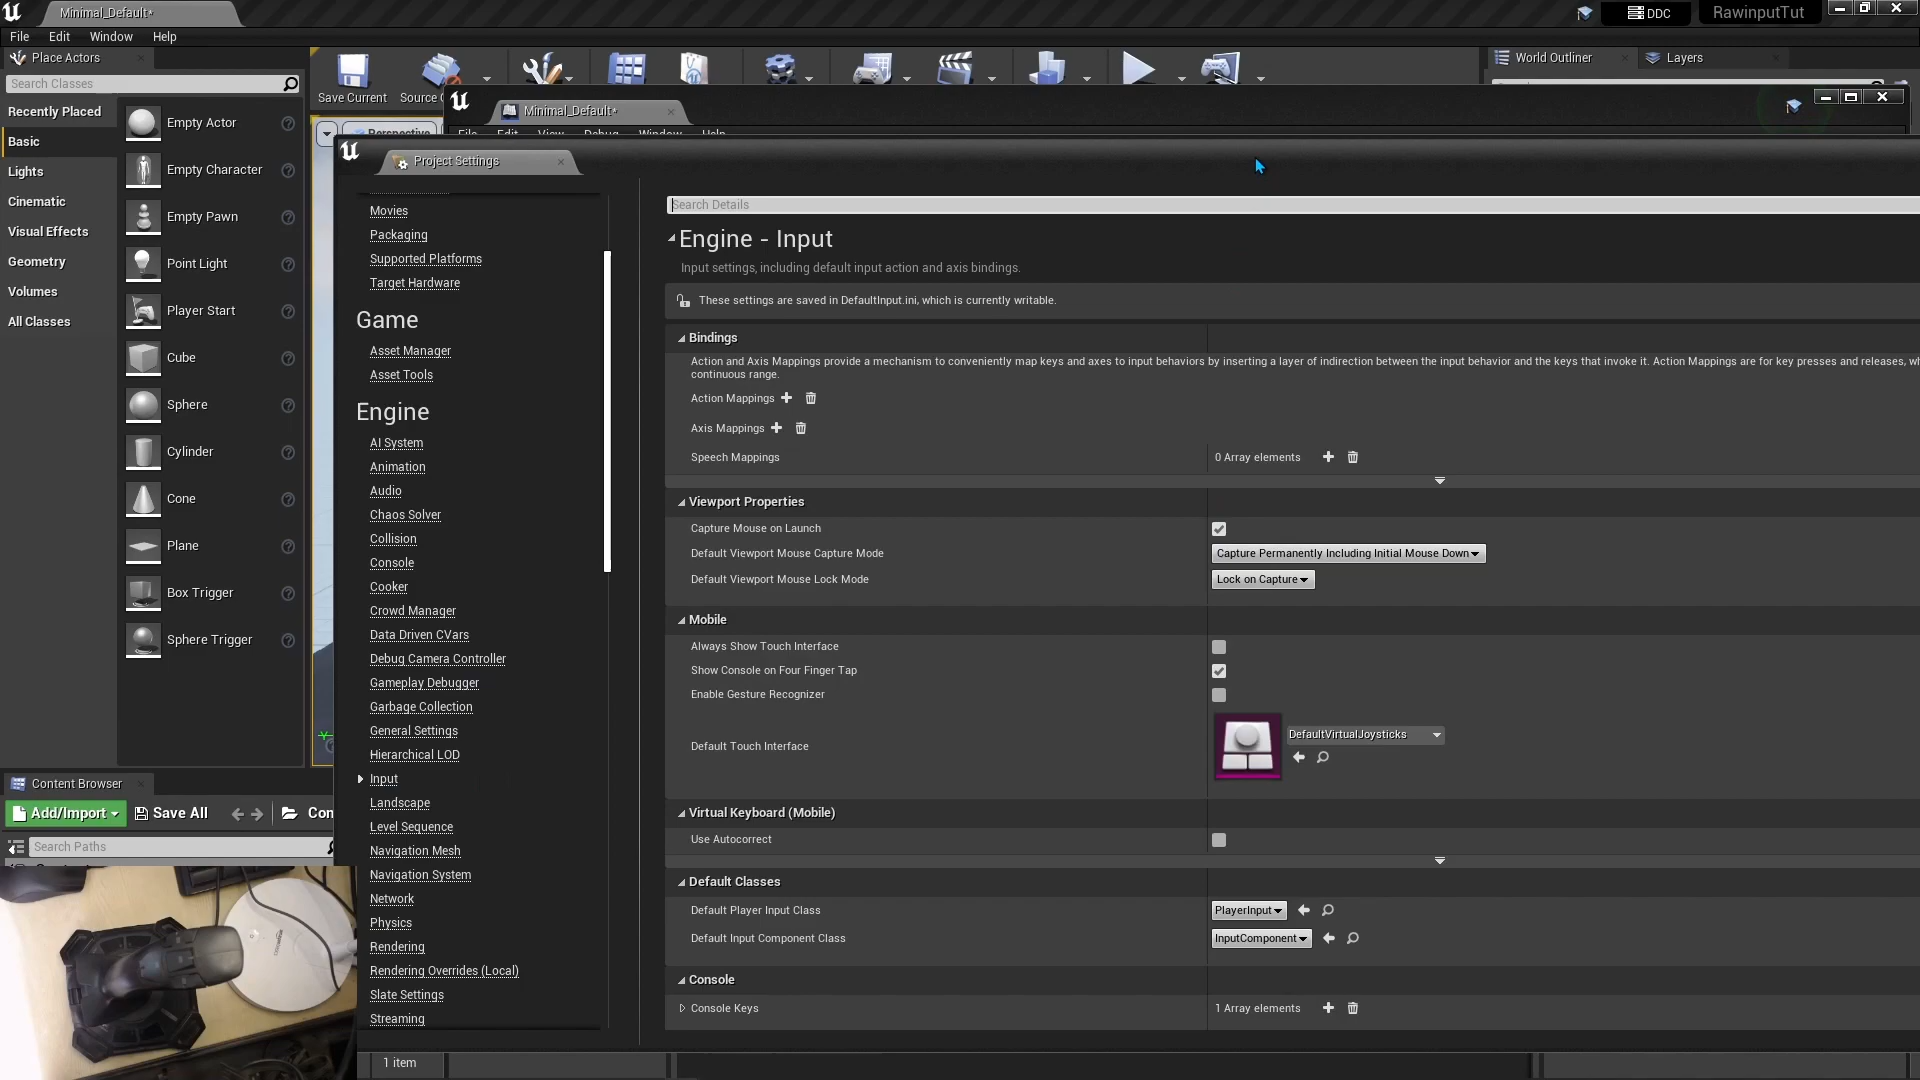 Minimal_Default*
DDC
RawinputTut
File Edit Window Help
Place Actors
World Outliner
Layers
Search Classes
Save Current
Recently Placed
Basic
Lights
Cinematic
Visual Effects
Geometry
Volumes
All Classes
Empty Actor
Empty Character
Empty Pawn
Point Light
Player Start
Cube
Sphere
Cylinder
Cone
Plane
Box Trigger
Sphere Trigger
Perspective
Minimal_Default*
File Edit View Debug Window Help
Project Settings
Movies
Packaging
Supported Platforms
Target Hardware
Game
Asset Manager
Asset Tools
Engine
AI System
Animation
Audio
Chaos Solver
Collision
Console
Cooker
Crowd Manager
Data Driven CVars
Debug Camera Controller
Gameplay Debugger
Garbage Collection
General Settings
Hierarchical LOD
Input
Landscape
Level Sequence
Navigation Mesh
Navigation System
Network
Physics
Rendering
Rendering Overrides (Local)
Slate Settings
Streaming
Search Details
Engine - Input
Input settings, including default input action and axis bindings.
These settings are saved in DefaultInput.ini, which is currently writable.
Bindings
Action and Axis Mappings provide a mechanism to conveniently map keys and axes to input behaviors by inserting a layer of indirection between the input behavior and the keys that invoke it. Action Mappings are for key presses and releases, wh
continuous range.
Action Mappings
Axis Mappings
Speech Mappings 0 Array elements
Viewport Properties
Capture Mouse on Launch
Default Viewport Mouse Capture Mode Capture Permanently Including Initial Mouse Down
Default Viewport Mouse Lock Mode Lock on Capture
Mobile
Always Show Touch Interface
Show Console on Four Finger Tap
Enable Gesture Recognizer
Default Touch Interface DefaultVirtualJoysticks
Virtual Keyboard (Mobile)
Use Autocorrect
Default Classes
Default Player Input Class PlayerInput
Default Input Component Class InputComponent
Console
Console Keys 1 Array elements
Content Browser
Add/Import Save All
Search Paths
1 item